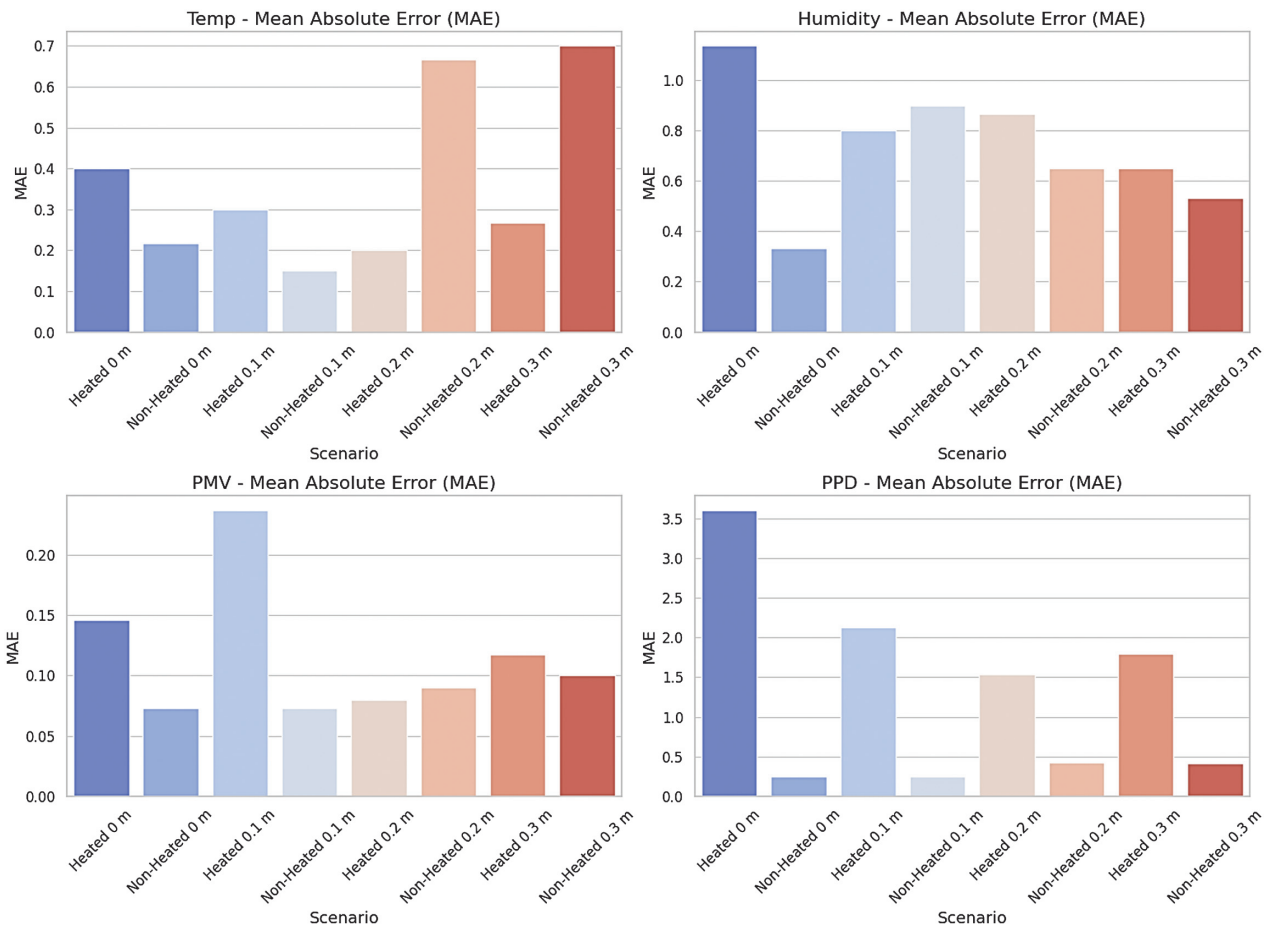 Temp - Mean Absolute Error (MAE)
MAE
0.7
0.6
0.5
0.4
0.3
0.2
0.1
0.0
Heated 0 m
Non-Heated 0 m
Heated 0.1 m
Non-Heated 0.1 m
Heated 0.2 m
Non-Heated 0.2 m
Heated 0.3 m
Non-Heated 0.3 m
Scenario
Humidity - Mean Absolute Error (MAE)
MAE
1.0
0.8
0.6
0.4
0.2
0.0
Heated 0 m
Non-Heated 0 m
Heated 0.1 m
Non-Heated 0.1 m
Heated 0.2 m
Non-Heated 0.2 m
Heated 0.3 m
Non-Heated 0.3 m
Scenario
PMV - Mean Absolute Error (MAE)
MAE
0.20
0.15
0.10
0.05
0.00
Heated 0 m
Non-Heated 0 m
Heated 0.1 m
Non-Heated 0.1 m
Heated 0.2 m
Non-Heated 0.2 m
Heated 0.3 m
Non-Heated 0.3 m
Scenario
PPD - Mean Absolute Error (MAE)
MAE
3.5
3.0
2.5
2.0
1.5
1.0
0.5
0.0
Heated 0 m
Non-Heated 0 m
Heated 0.1 m
Non-Heated 0.1 m
Heated 0.2 m
Non-Heated 0.2 m
Heated 0.3 m
Non-Heated 0.3 m
Scenario